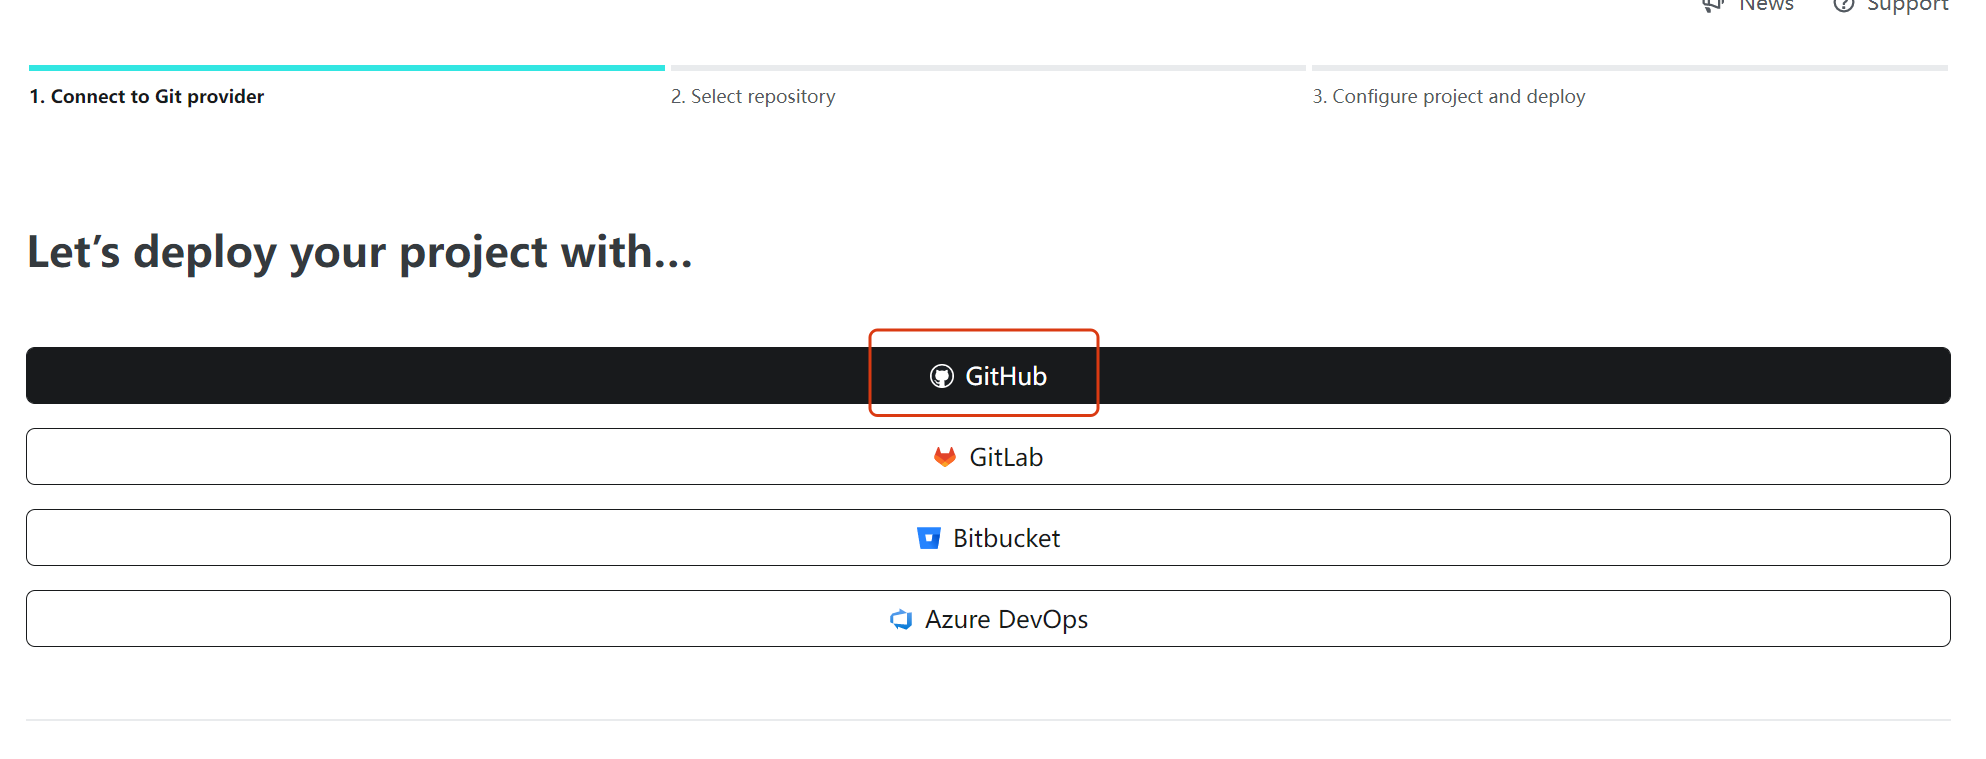 News Support
1. Connect to Git provider 2. Select repository 3. Configure project and deploy
Let’s deploy your project with…
GitHub
GitLab
Bitbucket
Azure DevOps